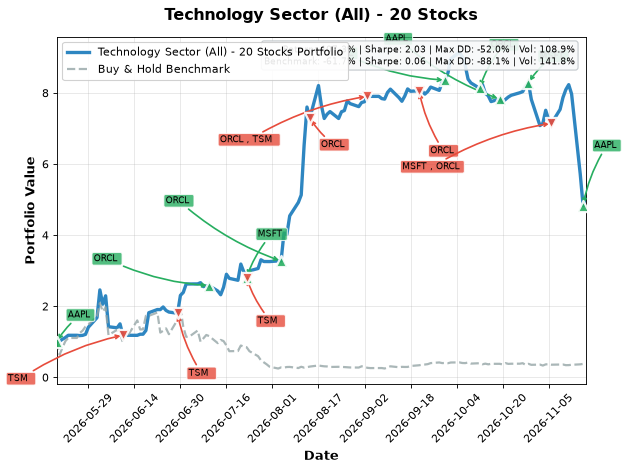 Technology Sector (All) - 20 Stocks
AAPL
Technology Sector (All) - 20 Stocks Portfolio
Buy & Hold Benchmark
% | Sharpe: 2.03 | Max DD: -52.0% | Vol: 108.9%
% | Sharpe: 0.06 | Max DD: -88.1% | Vol: 141.8%
ORCL , TSM
ORCL
ORCL
MSFT , ORCL
AAPL
ORCL
MSFT
ORCL
AAPL
TSM
TSM
TSM
Portfolio Value
8
6
4
2
0
2026-05-29
2026-06-14
2026-06-30
2026-07-16
2026-08-01
2026-08-17
2026-09-02
2026-09-18
2026-10-04
2026-10-20
2026-11-05
Date